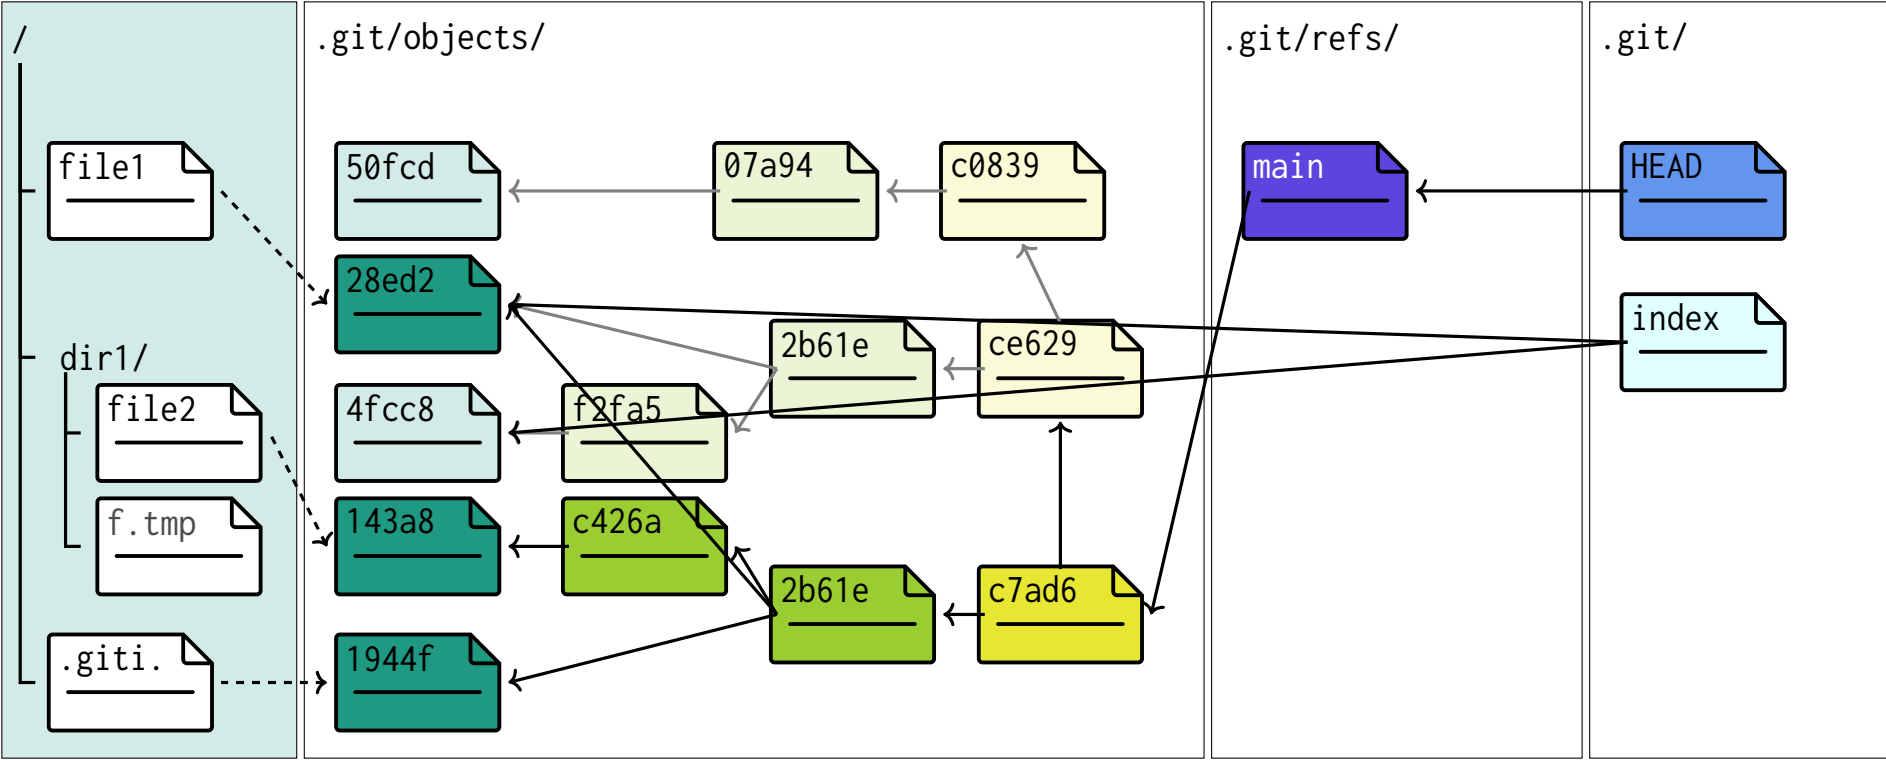 /
file1
dir1/
file2
f.tmp
.giti.
.git/objects/
50fcd
07a94
c0839
28ed2
2b61e
ce629
4fcc8
f2fa5
143a8
c426a
2b61e
c7ad6
1944f
.git/refs/
main
.git/
HEAD
index